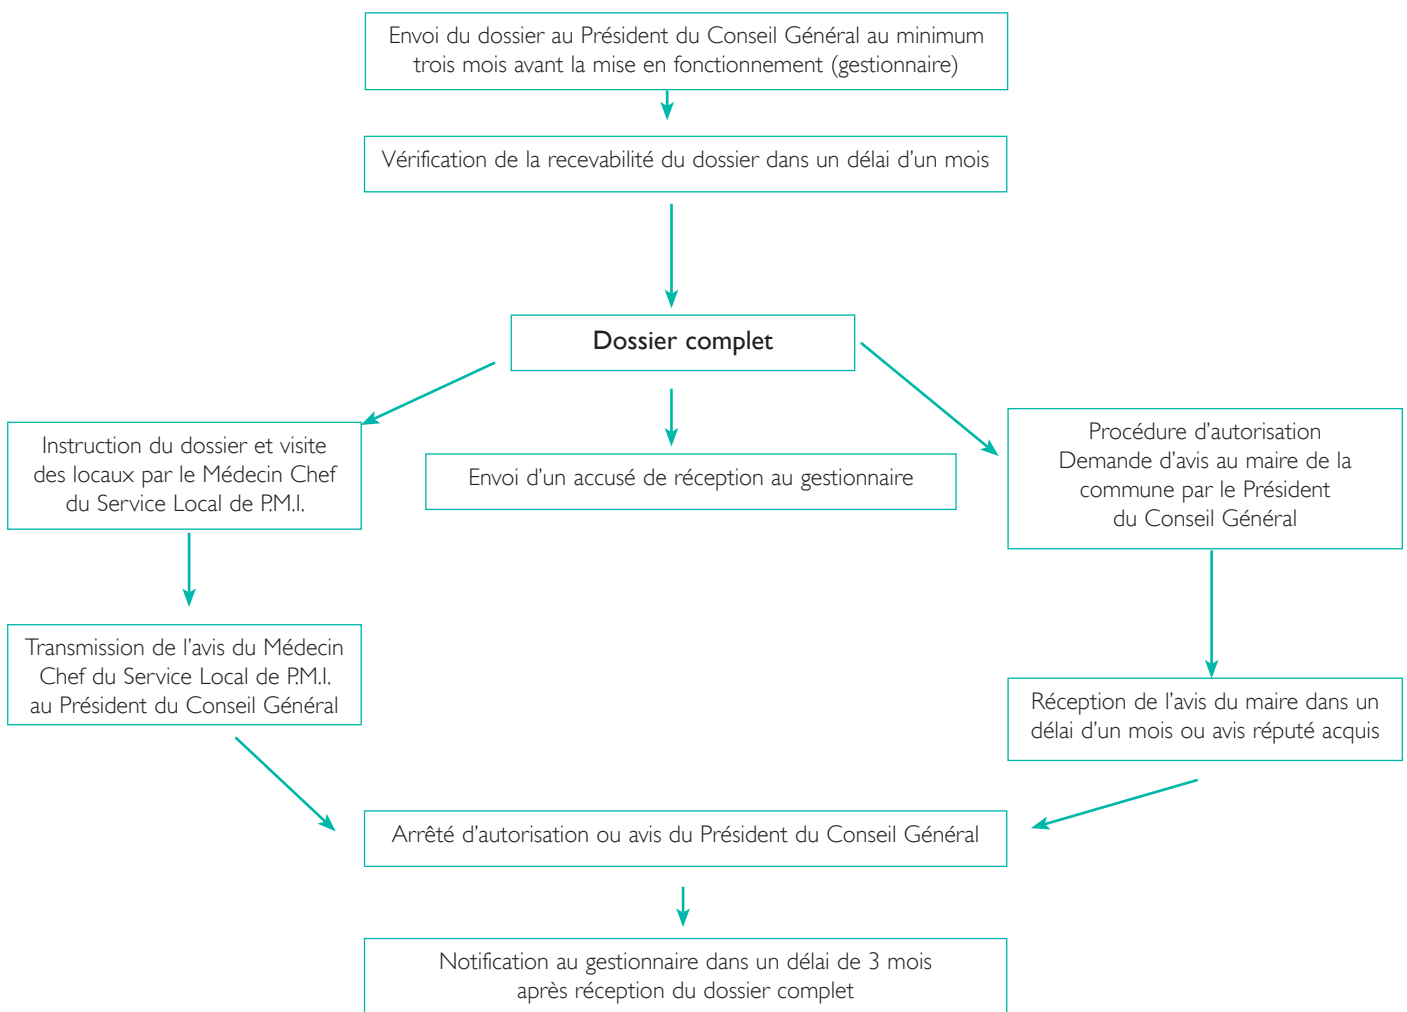 Envoi du dossier au Président du Conseil Général au minimum
trois mois avant la mise en fonctionnement (gestionnaire)
Vérification de la recevabilité du dossier dans un délai d'un mois
Dossier complet
Instruction du dossier et visite
des locaux par le Médecin Chef
du Service Local de P.M.I.
Envoi d'un accusé de réception au gestionnaire
Procédure d'autorisation
Demande d'avis au maire de la
commune par le Président
du Conseil Général
Transmission de l'avis du Médecin
Chef du Service Local de P.M.I.
au Président du Conseil Général
Réception de l'avis du maire dans un
délai d'un mois ou avis réputé acquis
Arrêté d'autorisation ou avis du Président du Conseil Général
Notification au gestionnaire dans un délai de 3 mois
après réception du dossier complet